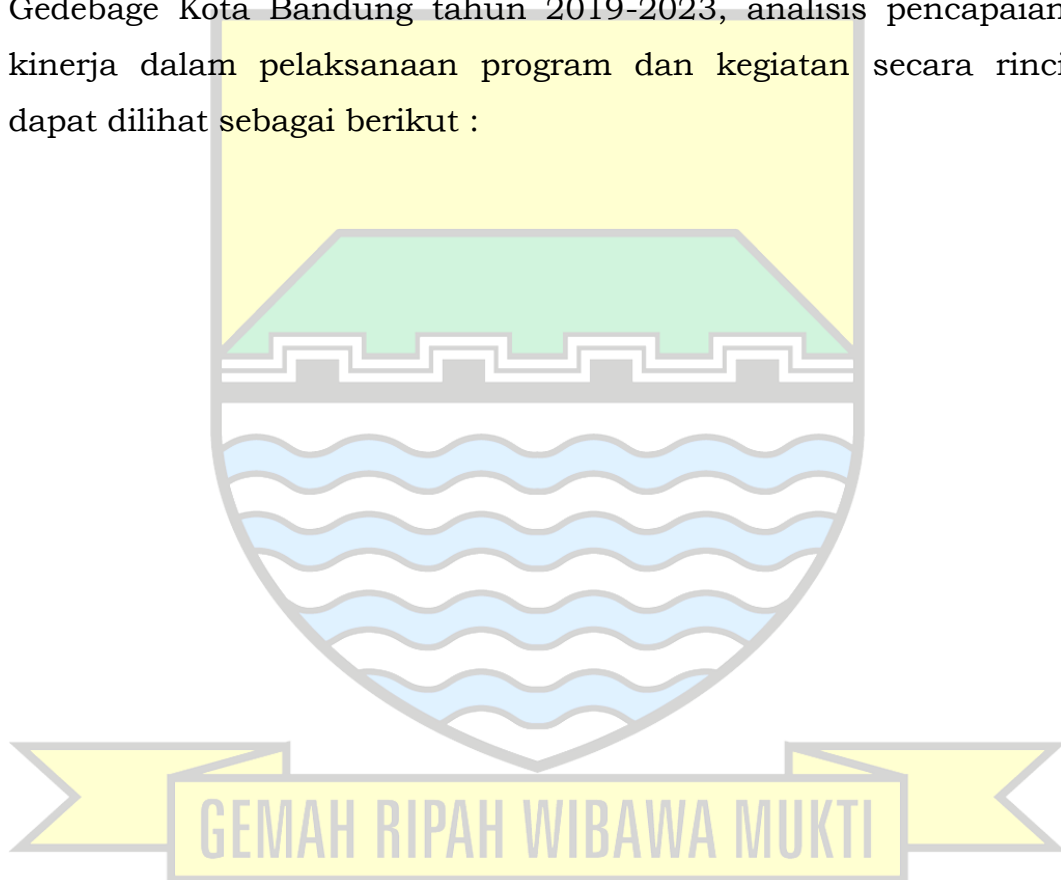 Gedebage Kota Bandung tahun 2019-2023, analisis pencapaian
kinerja dalam pelaksanaan program dan kegiatan secara rinci
dapat dilihat sebagai berikut :
GEMAH RIPAH WIBAWA MUKTI